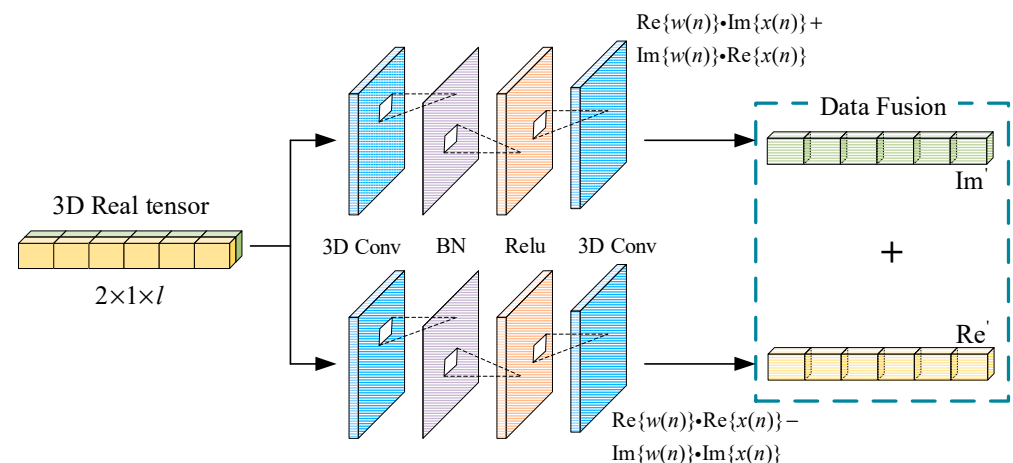 Re{w(n)}•Im{x(n)}+
Im{w(n)}•Re{x(n)}
Data Fusion
Im'
3D Real tensor
2×1×l
3D Conv BN Relu 3D Conv
+
Re'
Re{w(n)}•Re{x(n)}−
Im{w(n)}•Im{x(n)}